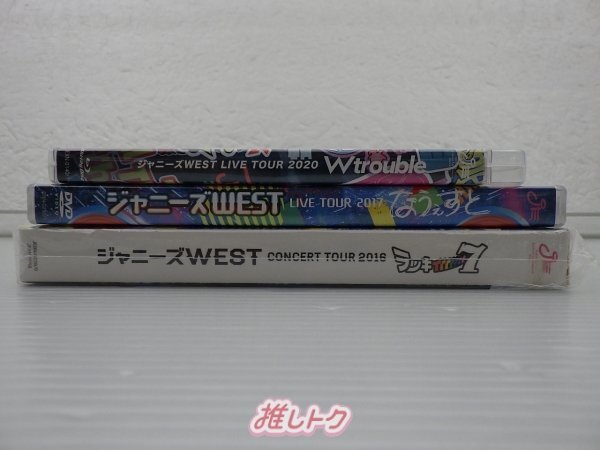 ジャニーズWEST LIVE TOUR 2020 W trouble
DVD ジャニーズWEST LIVE TOUR 2017 なうぇすと
ジャニーズWEST CONCERT TOUR 2016 ラッキィィィィィィィ7
推しトク